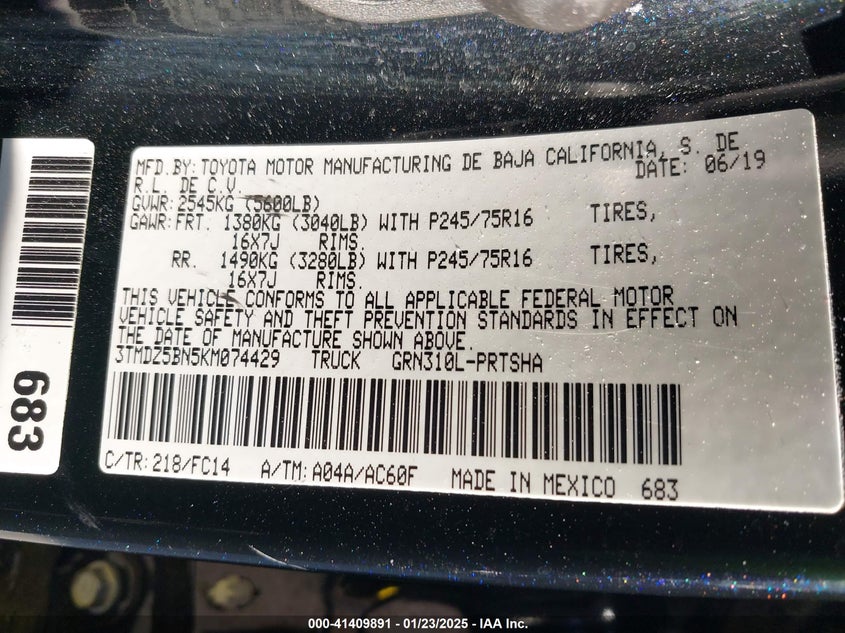 MFD.BY: TOYOTA MOTOR MANUFACTURING DE BAJA CALIFORNIA, S. DE
R.L. DE C.V. DATE: 06/19
GVWR: 2545KG (5600LB)
GAWR: FRT. 1380KG (3040LB) WITH P245/75R16 TIRES,
16X7J RIMS.
RR. 1490KG (3280LB) WITH P245/75R16 TIRES,
16X7J RIMS.
THIS VEHICLE CONFORMS TO ALL APPLICABLE FEDERAL MOTOR
VEHICLE SAFETY AND THEFT PREVENTION STANDARDS IN EFFECT ON
THE DATE OF MANUFACTURE SHOWN ABOVE.
3TMDZ5BN5KM074429 TRUCK GRN310L-PRTSHA
C/TR: 218/FC14 A/TM: A04A/AC60F MADE IN MEXICO 683
683
000-41409891 - 01/23/2025 - IAA Inc.